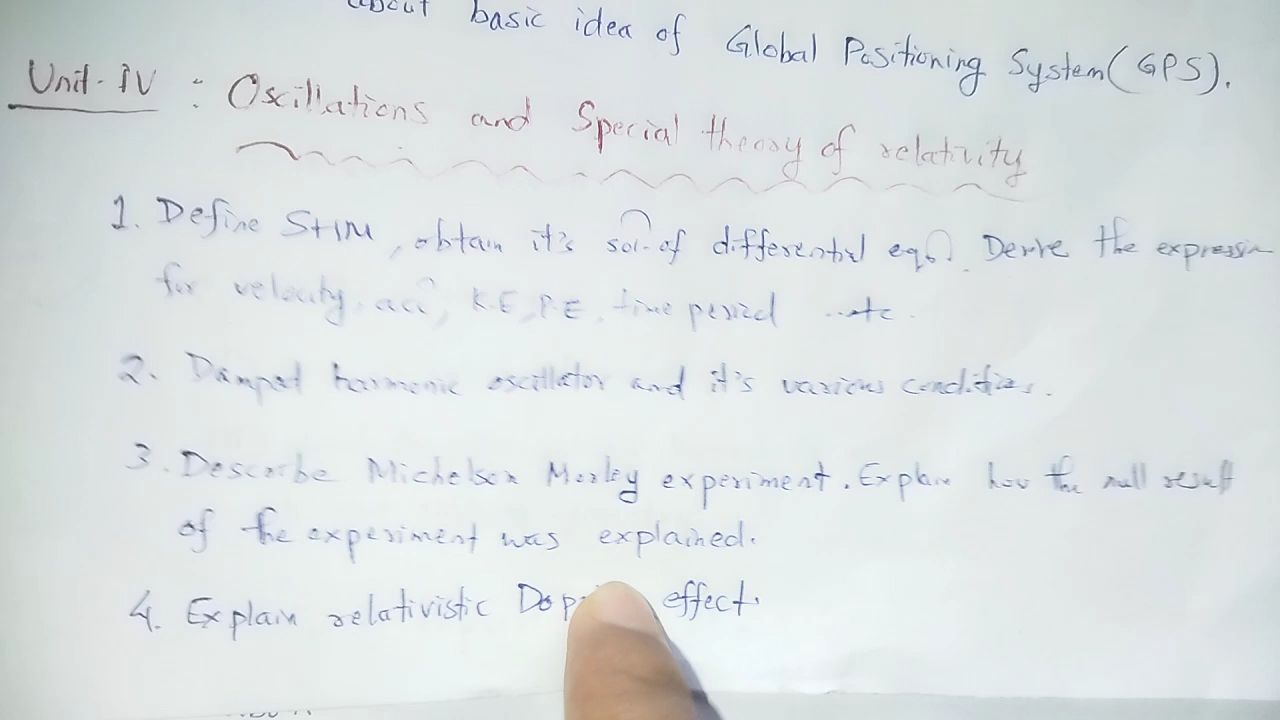 about basic idea of Global Positioning System (GPS).
Unit-IV : Oscillations and Special theory of relativity
1. Define SHM, obtain it's sol. of differential eqn. Derive the expression
for velocity, acc, K.E, P.E, time period ...etc.
2. Damped harmonic oscillator and it's various conditions.
3. Describe Michelson Morley experiment. Explain how the null result
of the experiment was explained.
4. Explain relativistic effect.